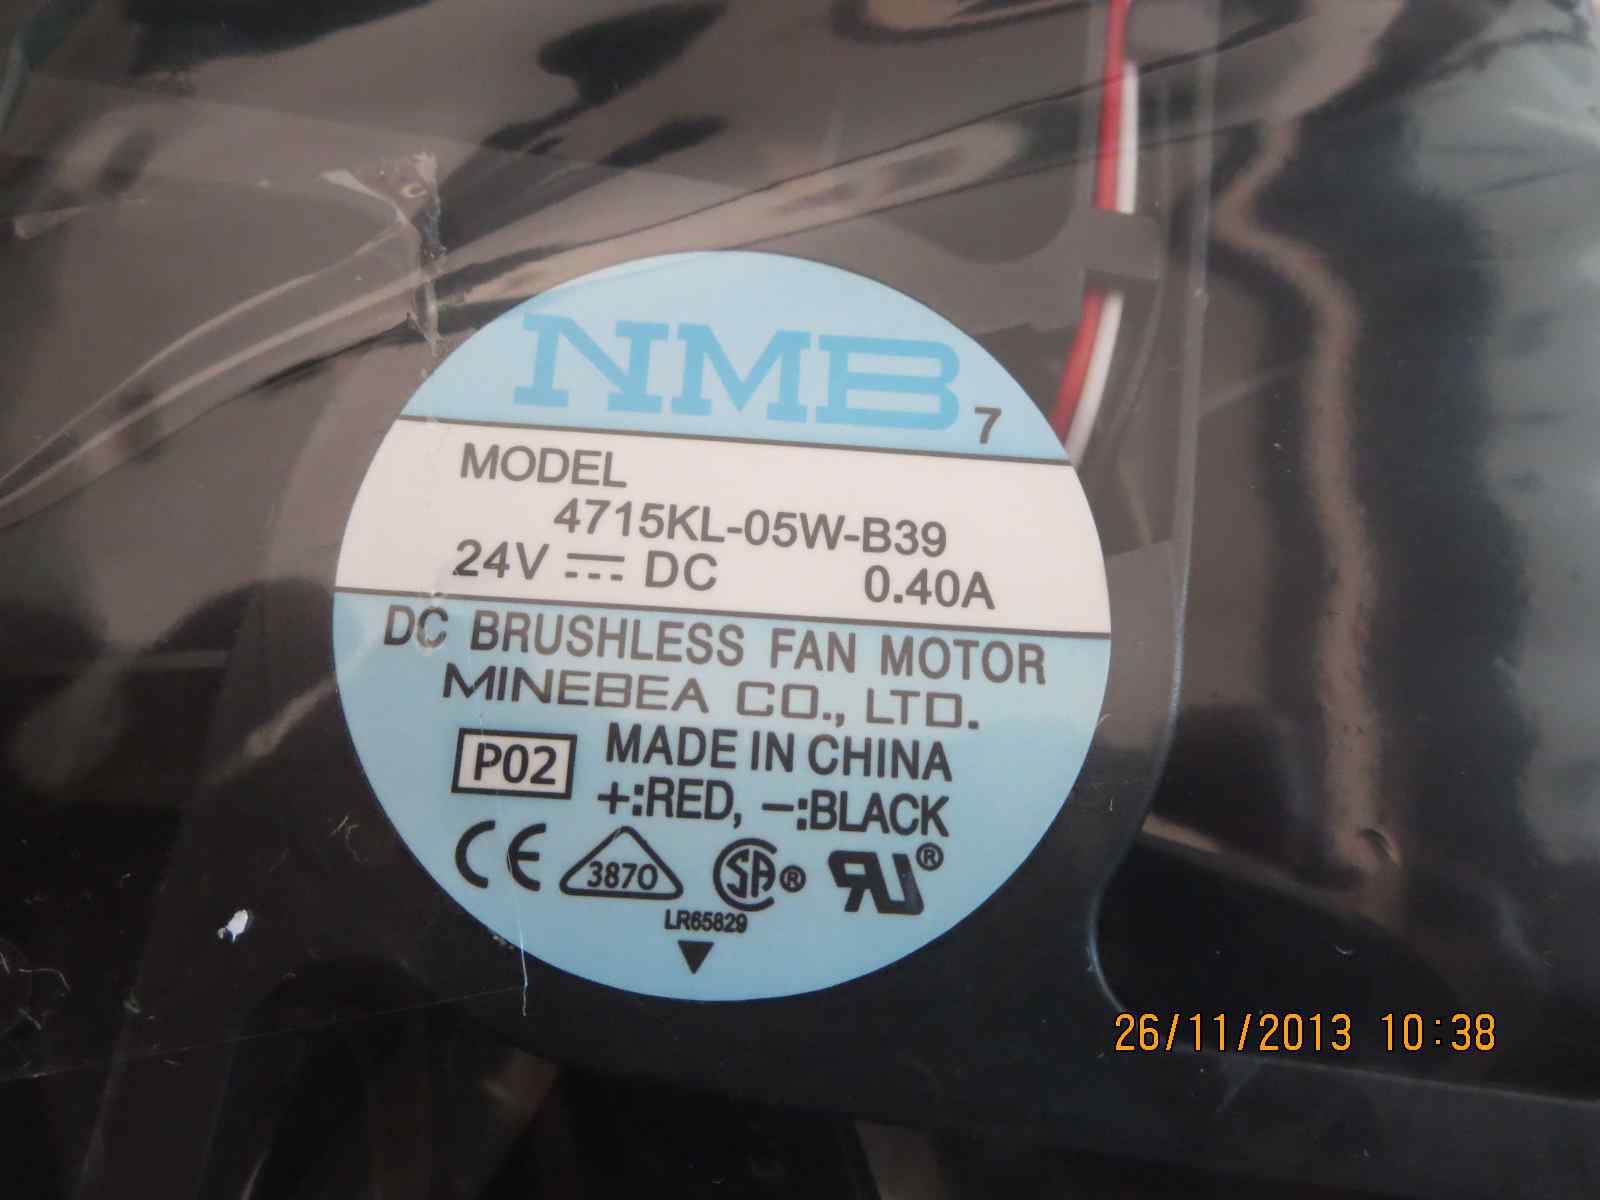 NMB 7
MODEL
4715KL-05W-B39
24V ⎓ DC 0.40A
DC BRUSHLESS FAN MOTOR
MINEBEA CO., LTD.
P02 MADE IN CHINA
+:RED, −:BLACK
CE 3870 SA® RU®
LR65829
26/11/2013 10:38